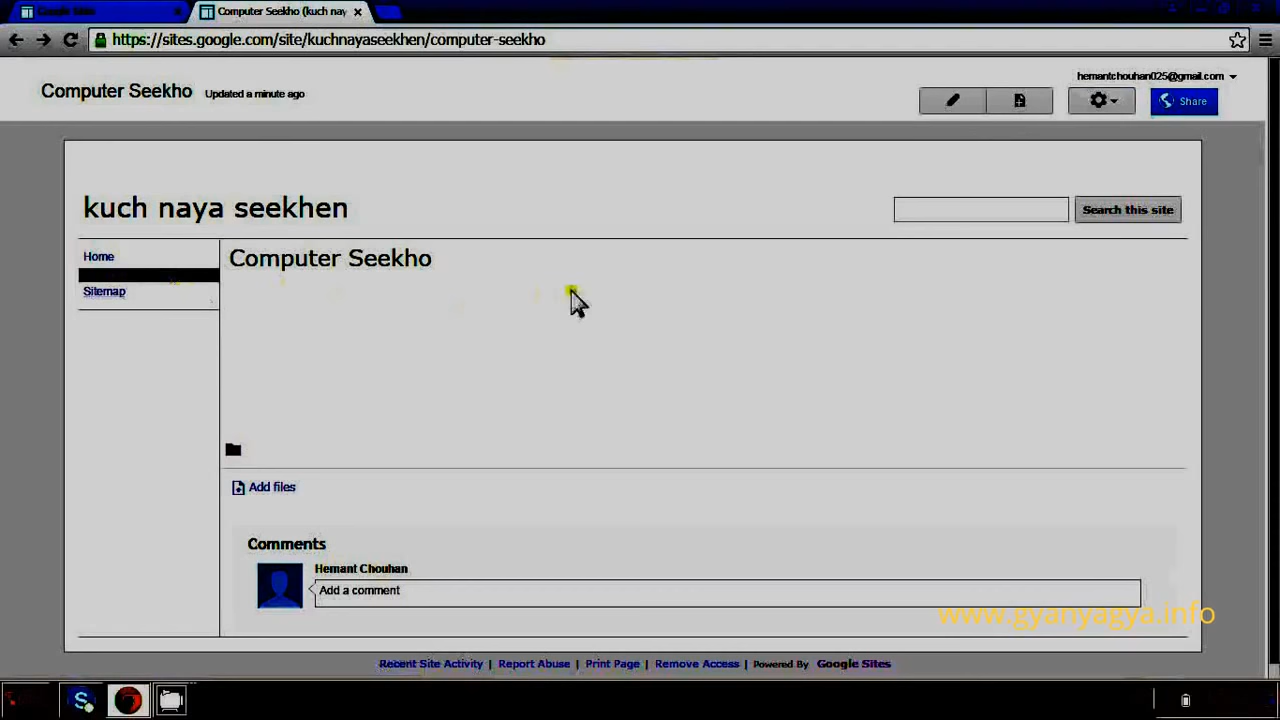 Google Sites
Computer Seekho (kuch nay
https://sites.google.com/site/kuchnayaseekhen/computer-seekho
hemantchouhan025@gmail.com
Computer Seekho Updated a minute ago
Share
kuch naya seekhen
Search this site
Home
Computer Seekho
Sitemap
Add files
Comments
Hemant Chouhan
Add a comment
www.gyanyagya.info
Recent Site Activity | Report Abuse | Print Page | Remove Access | Powered By Google Sites